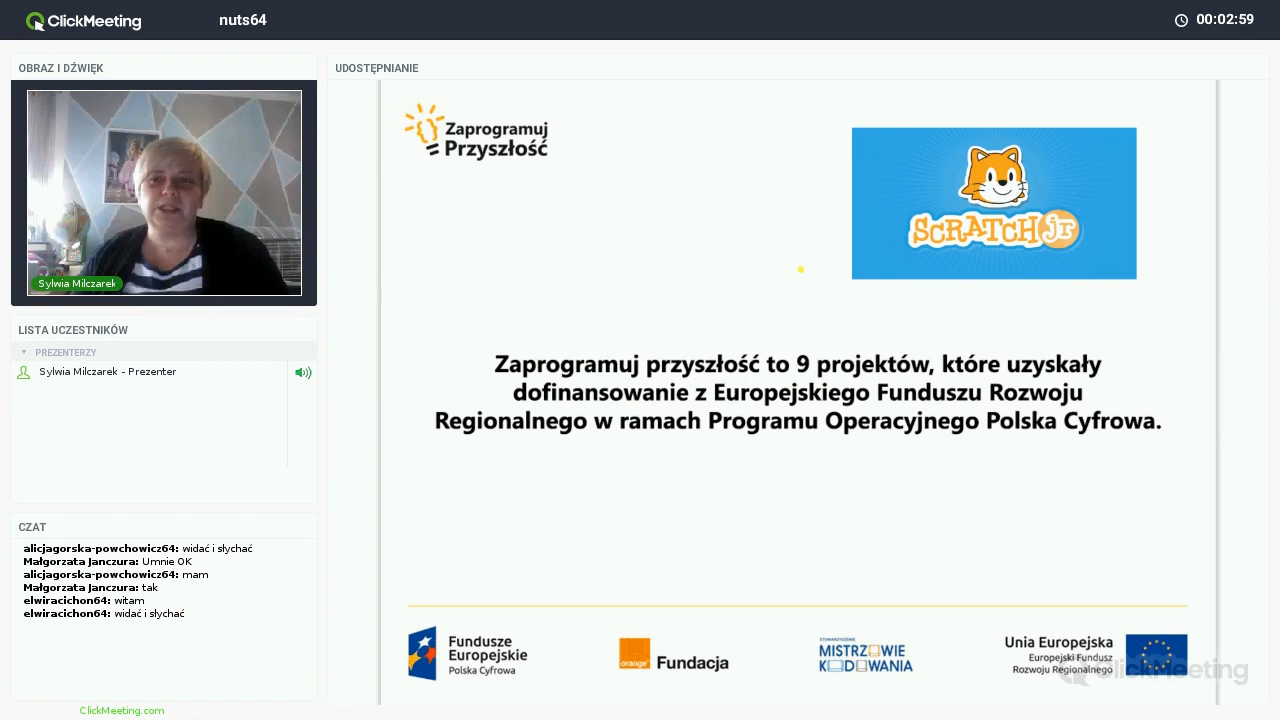 ClickMeeting
nuts64
00:02:59
OBRAZ I DŹWIĘK
Sylwia Milczarek
LISTA UCZESTNIKÓW
PREZENTERZY
Sylwia Milczarek - Prezenter
CZAT
alicjagorska-powchowicz64: widać i słychać
Małgorzata Janczura: Umnie OK
alicjagorska-powchowicz64: mam
Małgorzata Janczura: tak
elwiracichon64: witam
elwiracichon64: widać i słychać
ClickMeeting.com
UDOSTĘPNIANIE
Zaprogramuj
Przyszłość
SCRATCH jr
Zaprogramuj przyszłość to 9 projektów, które uzyskały
dofinansowanie z Europejskiego Funduszu Rozwoju
Regionalnego w ramach Programu Operacyjnego Polska Cyfrowa.
Fundusze
Europejskie
Polska Cyfrowa
orange Fundacja
STOWARZYSZENIE
MISTRZOWIE
KODOWANIA
Unia Europejska
Europejski Fundusz
Rozwoju Regionalnego
ClickMeeting